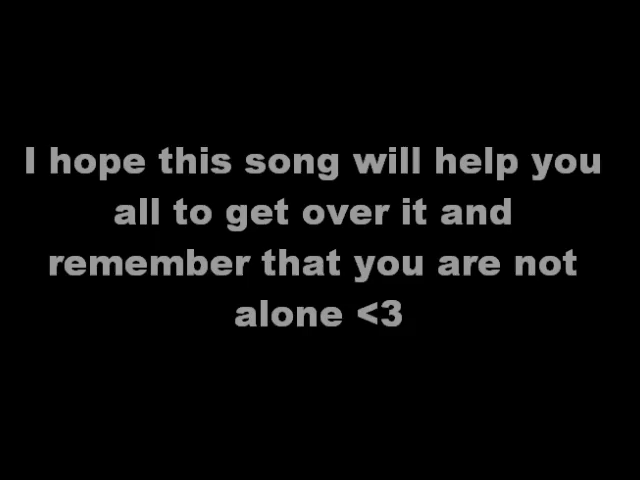 I hope this song will help you
all to get over it and
remember that you are not
alone <3